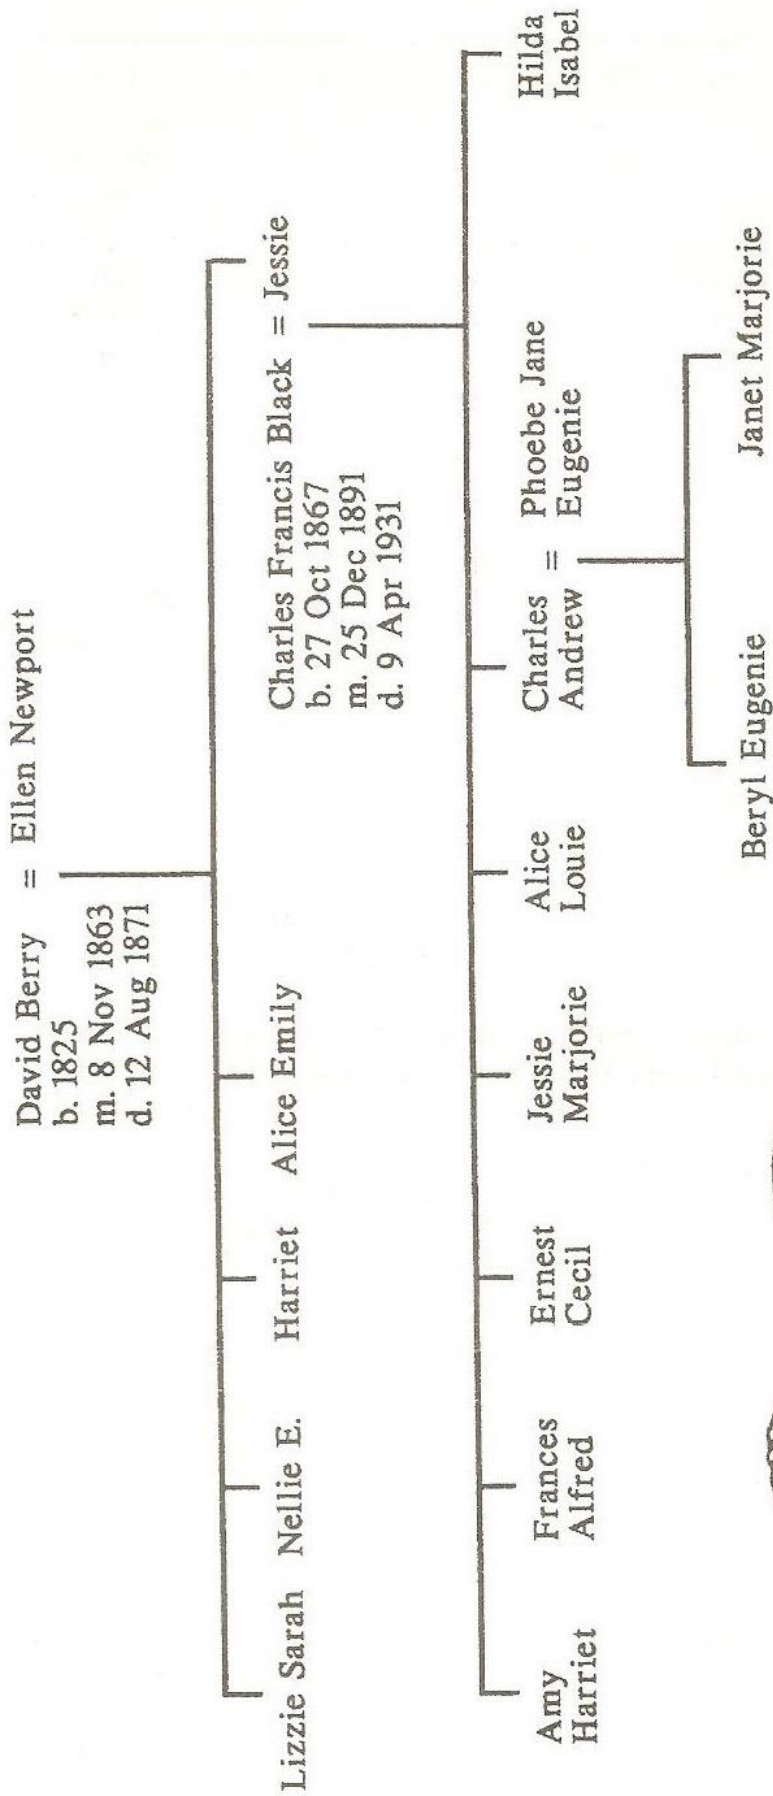 David Berry = Ellen Newport
b. 1825
m. 8 Nov 1863
d. 12 Aug 1871
Lizzie Sarah Nellie E. Harriet Alice Emily
Charles Francis Black = Jessie
b. 27 Oct 1867
m. 25 Dec 1891
d. 9 Apr 1931
Amy
Harriet
Frances
Alfred
Ernest
Cecil
Jessie
Marjorie
Alice
Louie
Charles
Andrew
=
Phoebe Jane
Eugenie
Hilda
Isabel
Beryl Eugenie Janet Marjorie